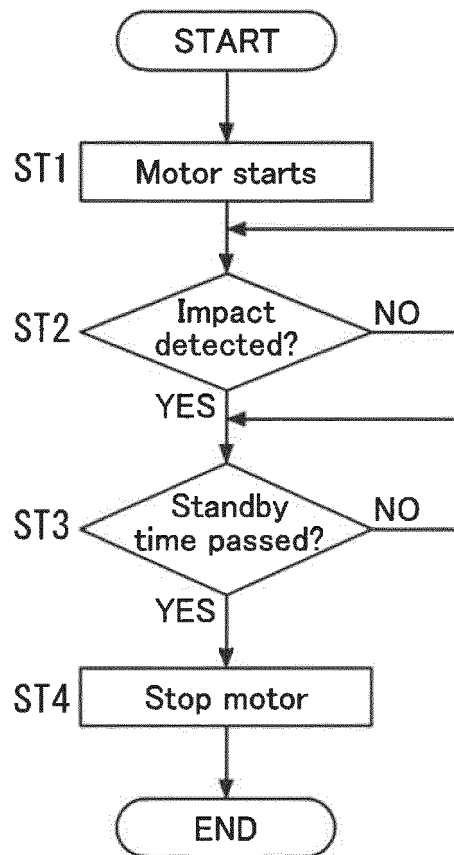 START
ST1
Motor starts
ST2
Impact
detected?
NO
YES
ST3
Standby
time passed?
NO
YES
ST4
Stop motor
END